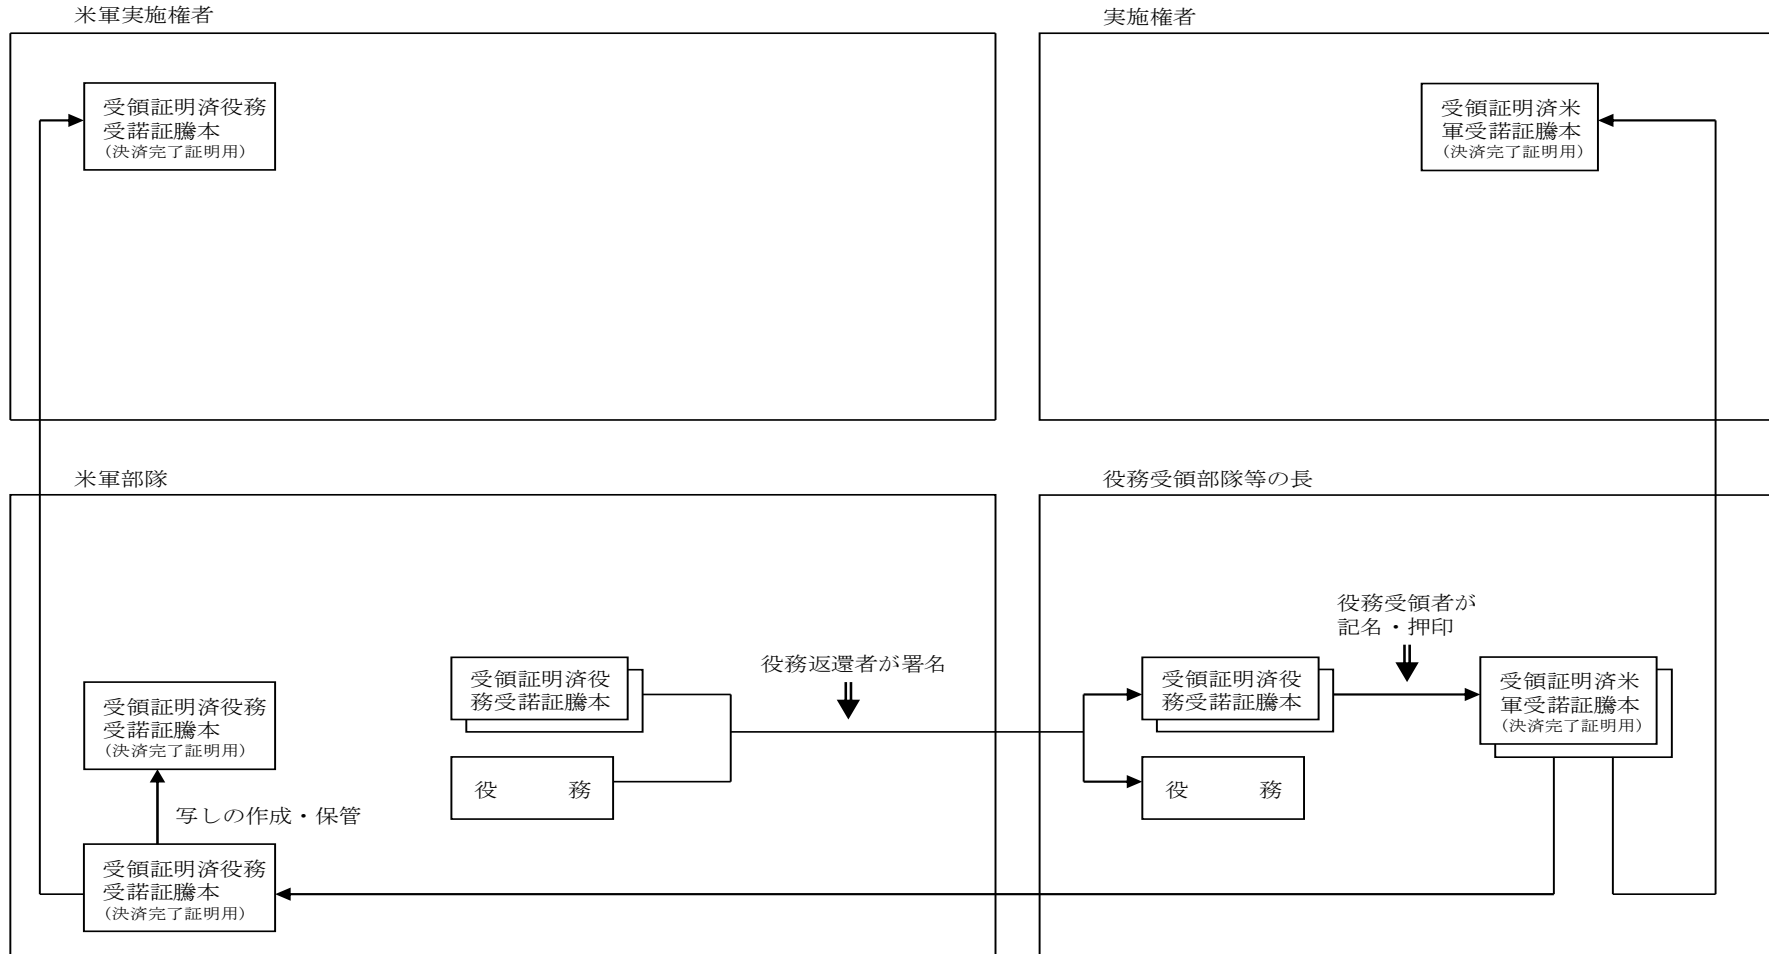 米軍実施権者
実施権者
受領証明済役務
受諾証騰本
(決済完了証明用)
受領証明済米
軍受諾証騰本
(決済完了証明用)
米軍部隊
役務受領部隊等の長
役務受領者が
記名・押印
役務返還者が署名
受領証明済役
務受諾証騰本
受領証明済役
務受諾証騰本
受領証明済米
軍受諾証騰本
(決済完了証明用)
受領証明済役務
受諾証騰本
(決済完了証明用)
役　　　務
役　　　務
写しの作成・保管
受領証明済役務
受諾証騰本
(決済完了証明用)